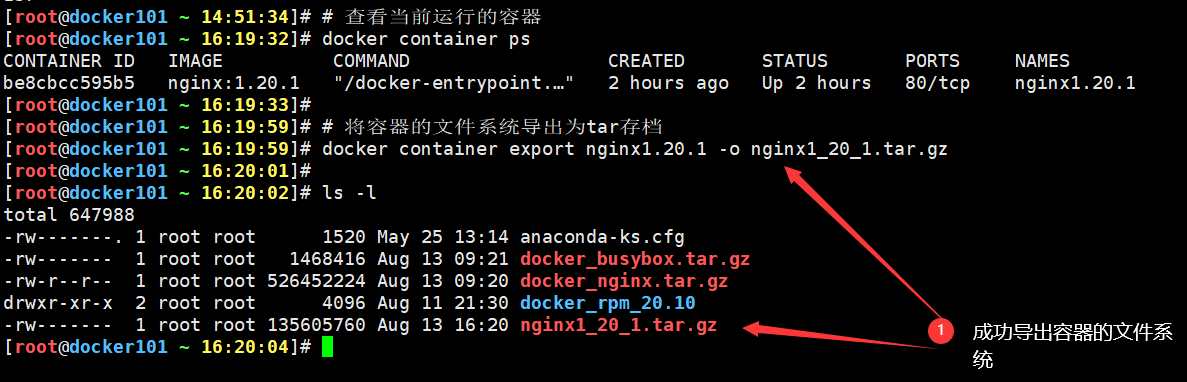 [root@docker101 ~ 14:51:34]# # 查看当前运行的容器
[root@docker101 ~ 16:19:32]# docker container ps
CONTAINER ID   IMAGE          COMMAND                  CREATED       STATUS       PORTS     NAMES
be8cbcc595b5   nginx:1.20.1   "/docker-entrypoint.…"   2 hours ago   Up 2 hours   80/tcp    nginx1.20.1
[root@docker101 ~ 16:19:33]#
[root@docker101 ~ 16:19:59]# # 将容器的文件系统导出为tar存档
[root@docker101 ~ 16:19:59]# docker container export nginx1.20.1 -o nginx1_20_1.tar.gz
[root@docker101 ~ 16:20:01]#
[root@docker101 ~ 16:20:02]# ls -l
total 647988
-rw-------. 1 root root      1520 May 25 13:14 anaconda-ks.cfg
-rw-------  1 root root   1468416 Aug 13 09:21 docker_busybox.tar.gz
-rw-r--r--  1 root root 526452224 Aug 13 09:20 docker_nginx.tar.gz
drwxr-xr-x  2 root root      4096 Aug 11 21:30 docker_rpm_20.10
-rw-------  1 root root 135605760 Aug 13 16:20 nginx1_20_1.tar.gz
[root@docker101 ~ 16:20:04]#
1
成功导出容器的文件系
统